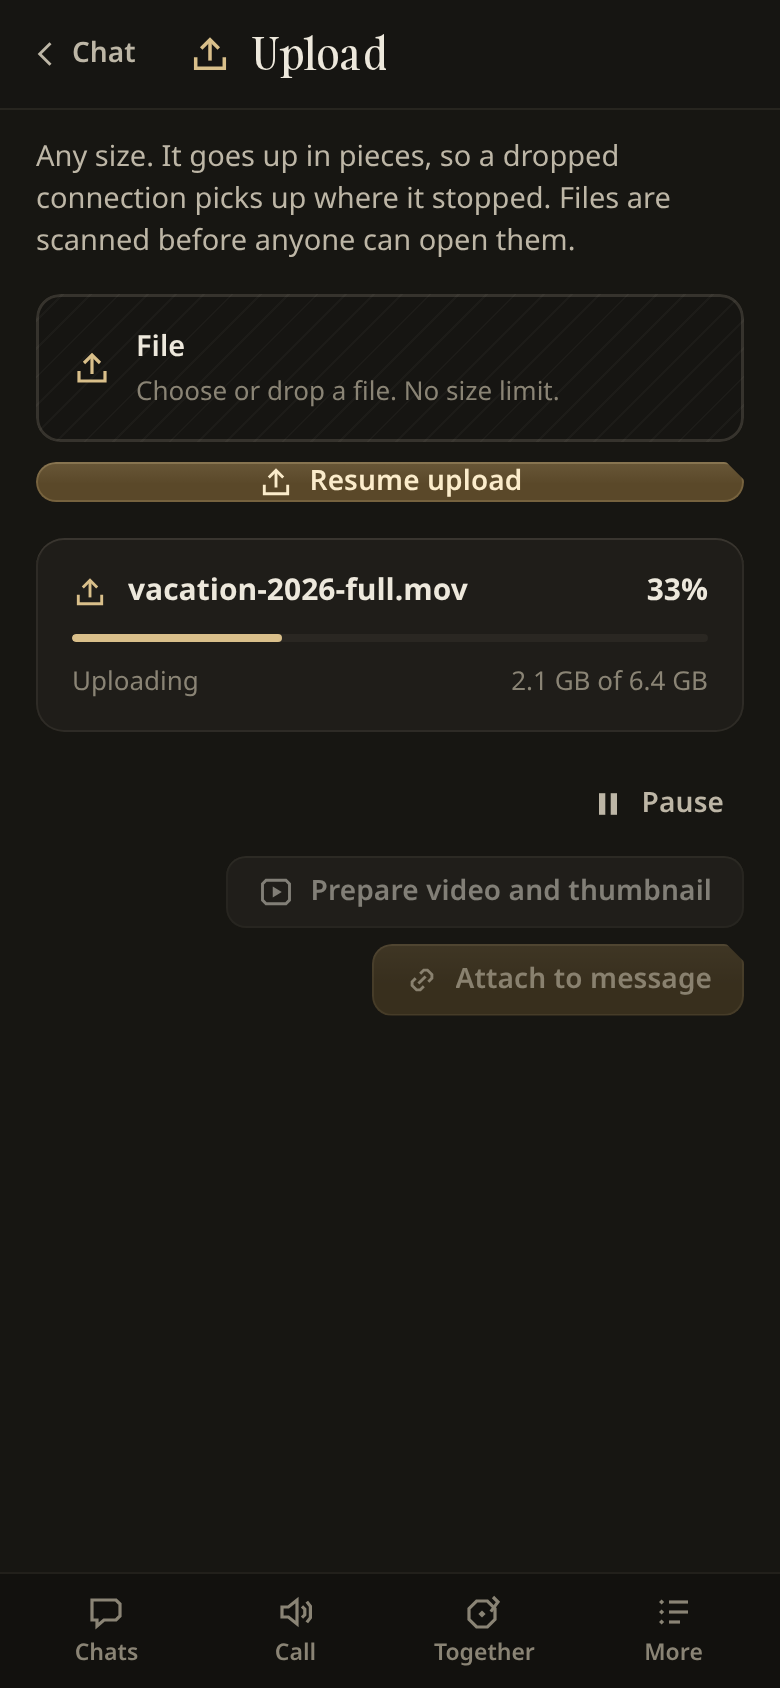 Chat
Upload
Any size. It goes up in pieces, so a dropped
connection picks up where it stopped. Files are
scanned before anyone can open them.
File
Choose or drop a file. No size limit.
Resume upload
vacation-2026-full.mov 33%
Uploading 2.1 GB of 6.4 GB
Pause
Prepare video and thumbnail
Attach to message
Chats Call Together More